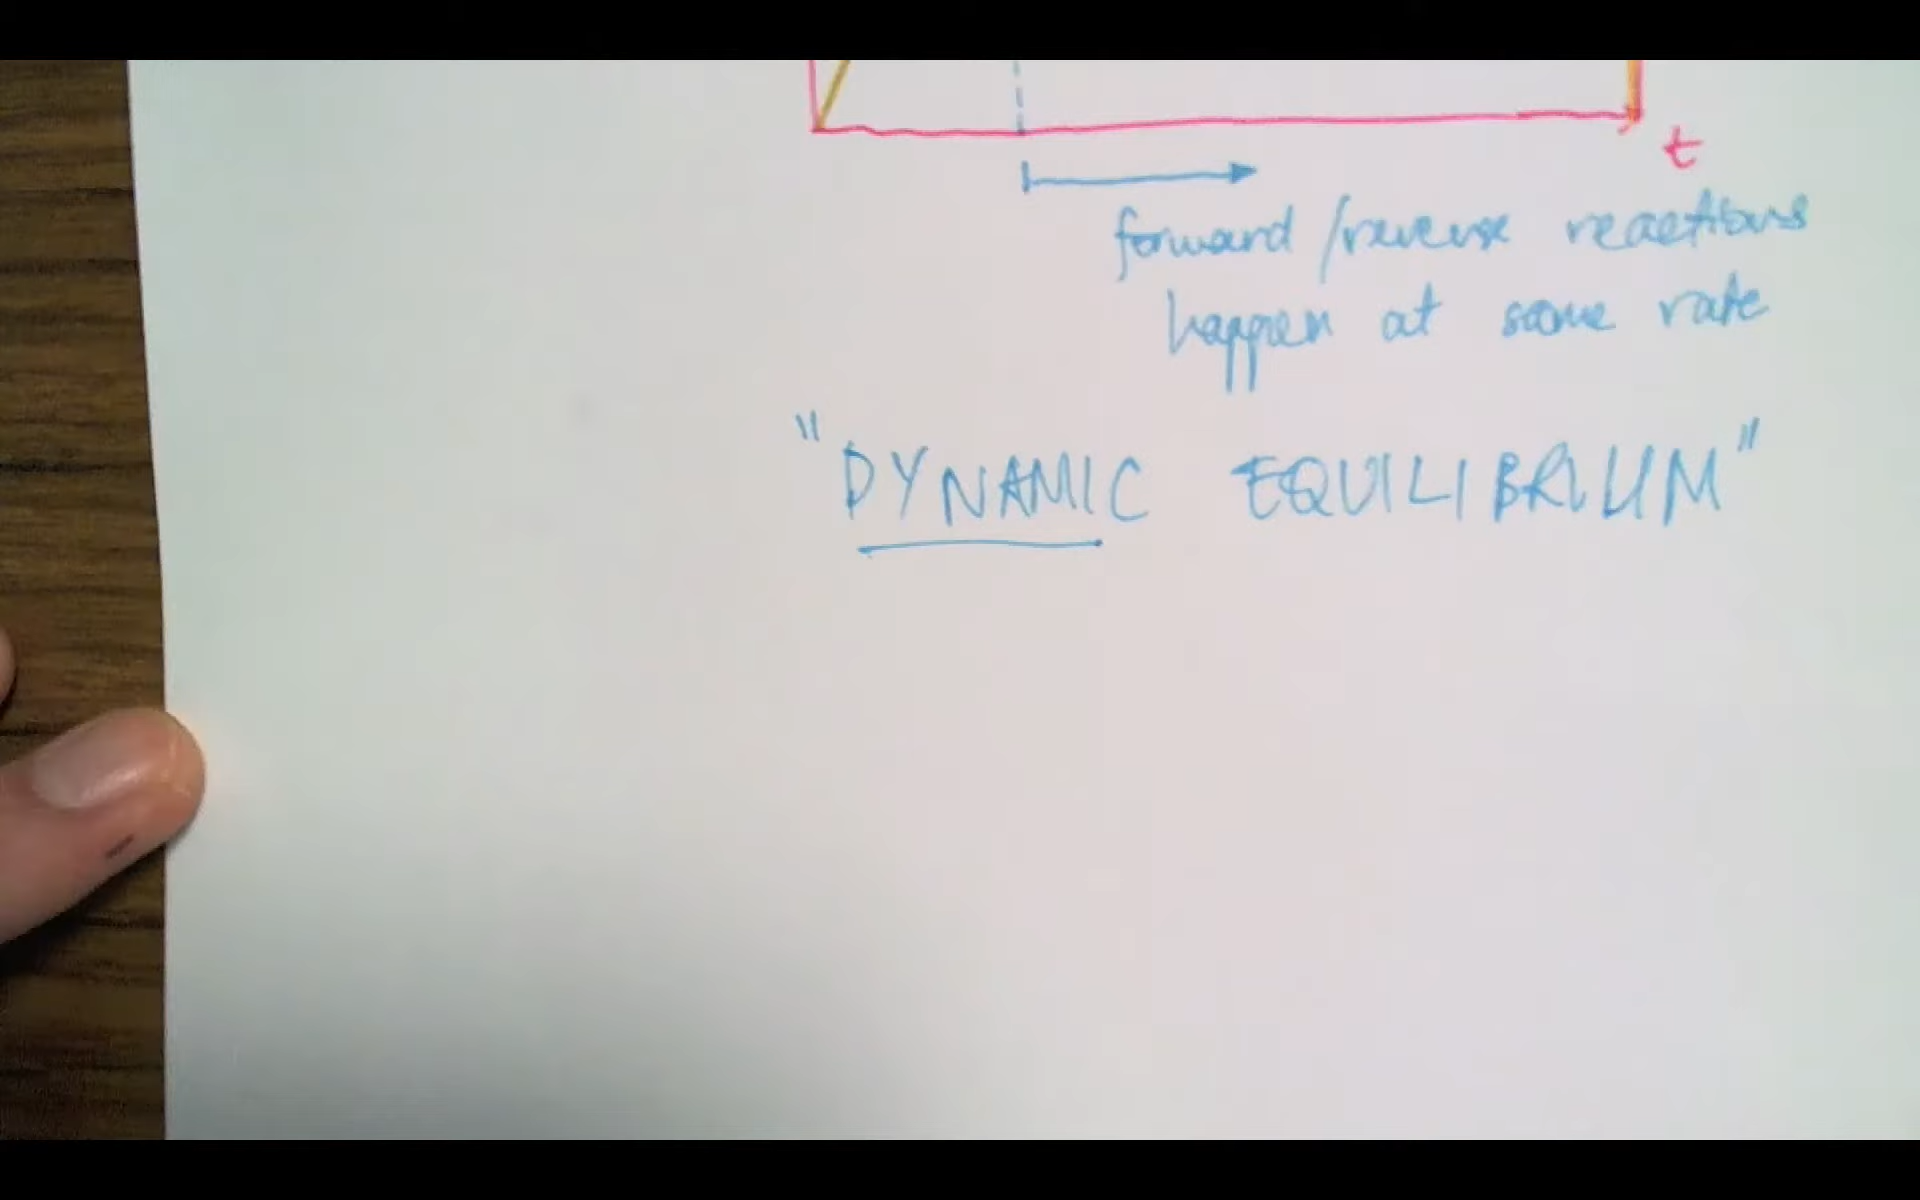 t
forward / reverse reactions
happen at same rate
"DYNAMIC EQUILIBRIUM"